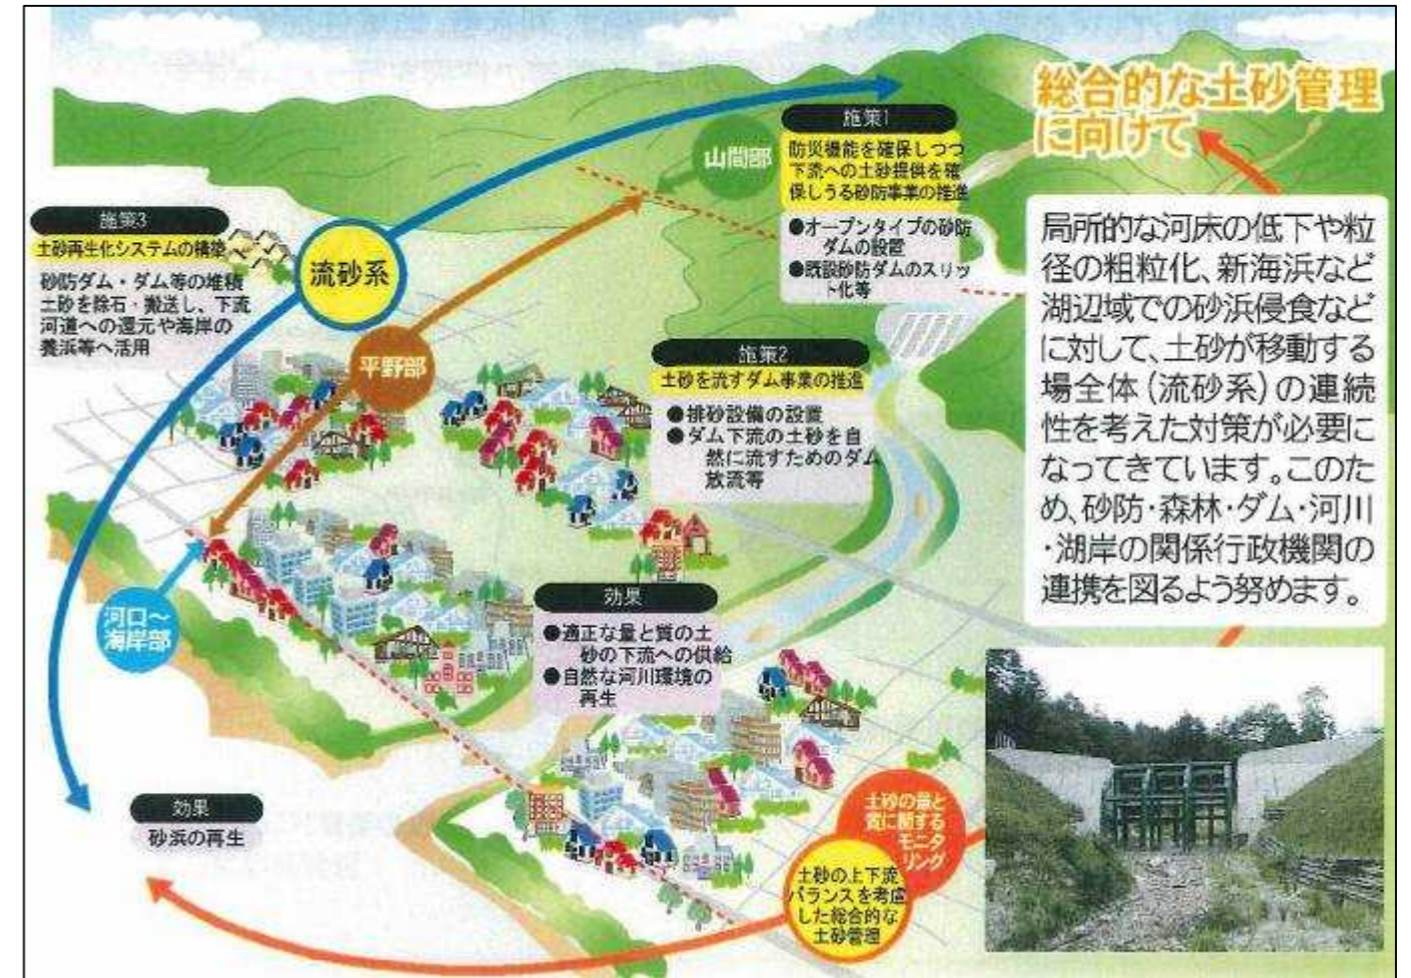 総合的な土砂管理
に向けて
施策1
防災機能を確保しつつ
下流への土砂提供を確
保しうる砂防事業の推進
●オープンタイプの砂防
ダムの設置
●既設砂防ダムのスリッ
ト化等
山間部
施策3
土砂再生化システムの構築
砂防ダム・ダム等の堆積
土砂を除石・搬送し、下流
河道への還元や海岸の
養浜等へ活用
流砂系
平野部
施策2
土砂を流すダム事業の推進
●排砂設備の設置
●ダム下流の土砂を自
然に流すためのダム
放流等
局所的な河床の低下や粒
径の粗粒化、新海浜など
湖辺域での砂浜侵食など
に対して、土砂が移動する
場全体(流砂系)の連続
性を考えた対策が必要に
なってきています。このた
め、砂防・森林・ダム・河川
・湖岸の関係行政機関の
連携を図るよう努めます。
河口〜
海岸部
効果
●適正な量と質の土
砂の下流への供給
●自然な河川環境の
再生
効果
砂浜の再生
土砂の量と
質に関する
モニタ
リング
土砂の上下流
バランスを考慮
した総合的な
土砂管理